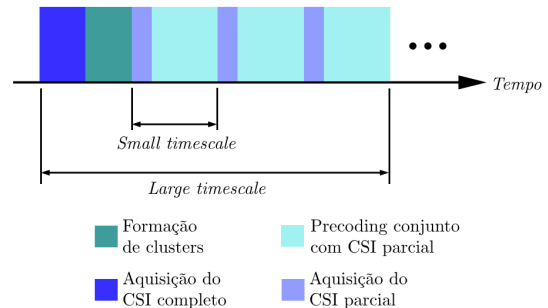 Tempo
Small timescale
Large timescale
Formação
de clusters
Precoding conjunto
com CSI parcial
Aquisição do
CSI completo
Aquisição do
CSI parcial